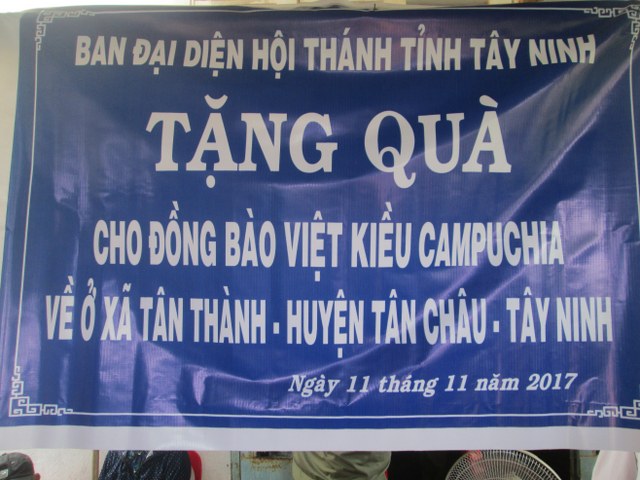 BAN ĐẠI DIỆN HỘI THÁNH TỈNH TÂY NINH
TẶNG QUÀ
CHO ĐỒNG BÀO VIỆT KIỀU CAMPUCHIA
VỀ Ở XÃ TÂN THÀNH - HUYỆN TÂN CHÂU - TÂY NINH
Ngày 11 tháng 11 năm 2017